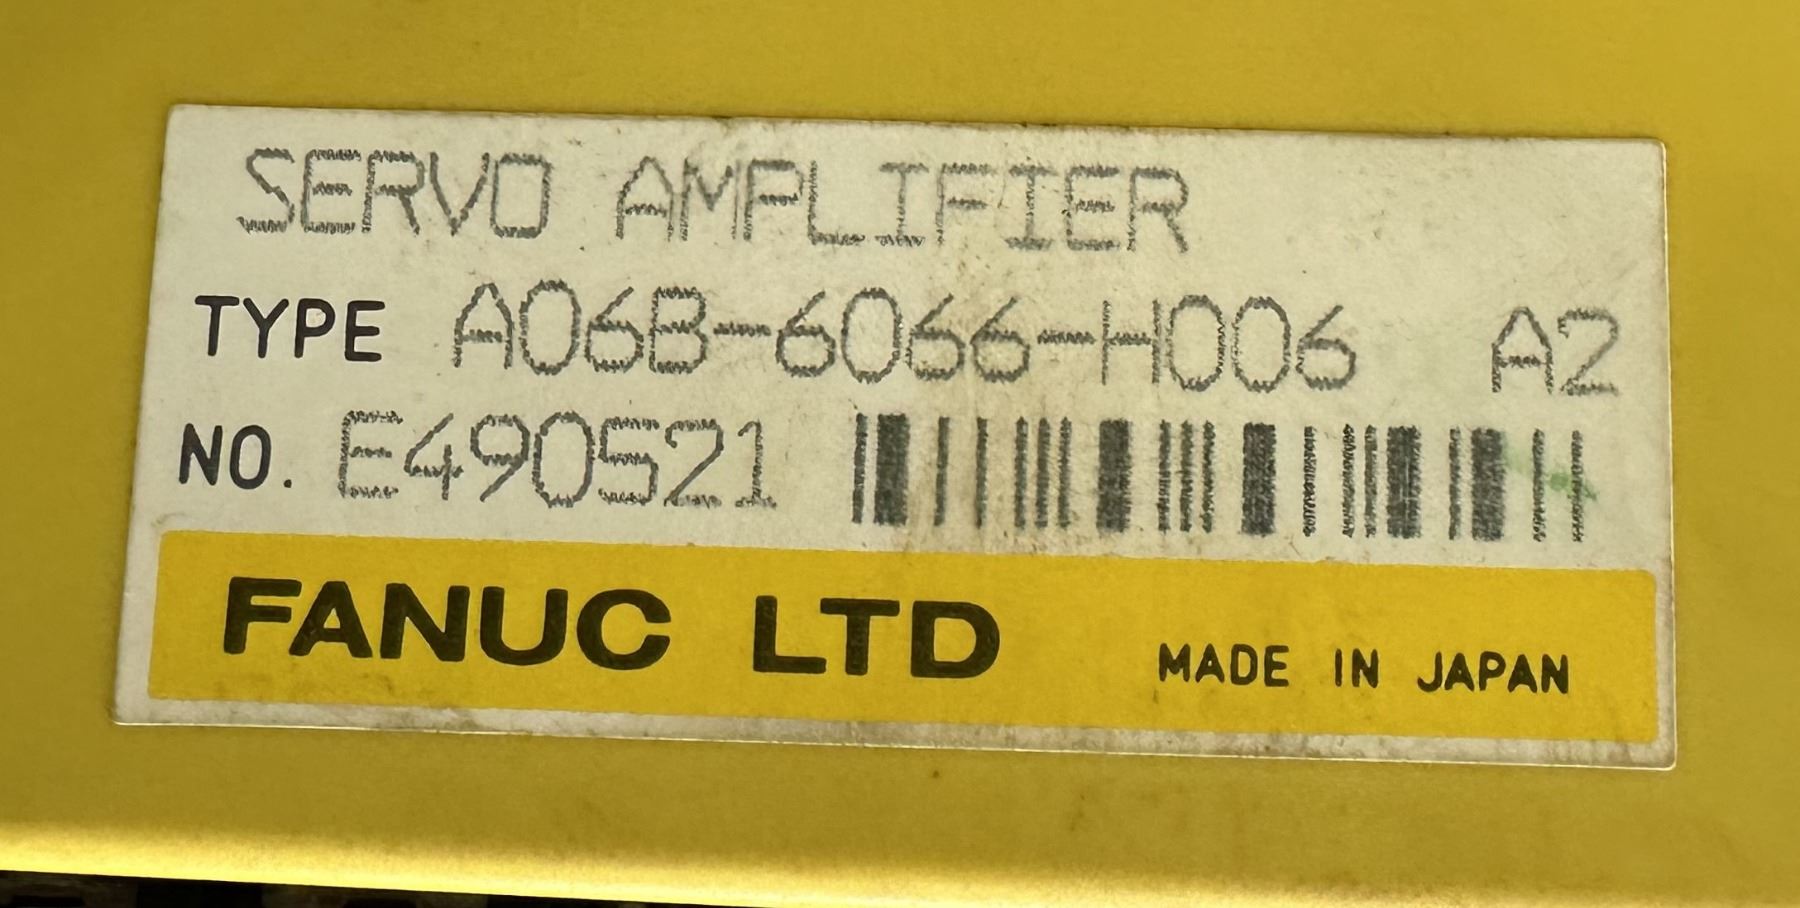 SERVO AMPLIFIER
TYPE A06B-6066-H006 A2
NO. E490521
FANUC LTD MADE IN JAPAN